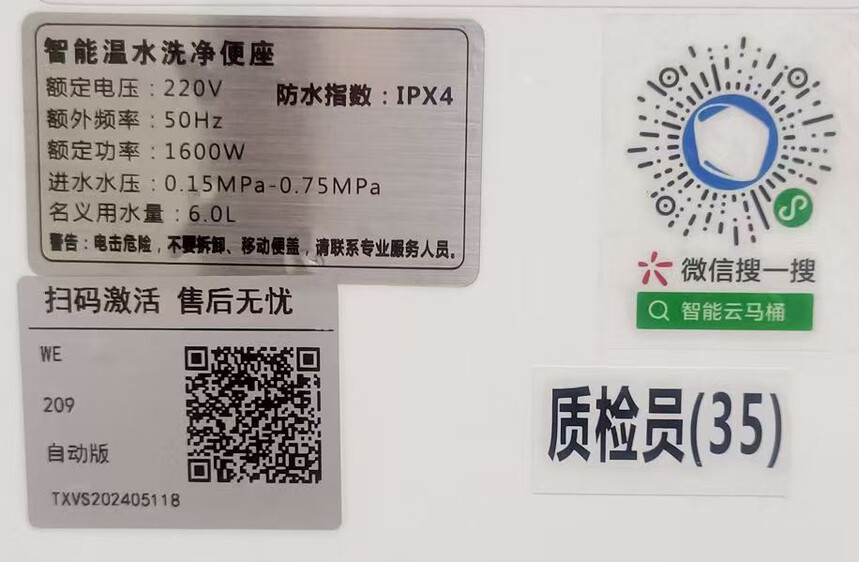 智能温水洗净便座
额定电压：220V
防水指数：IPX4
额外频率：50Hz
额定功率：1600W
进水水压：0.15MPa-0.75MPa
名义用水量：6.0L
警告：电击危险，不要拆卸、移动便盖，请联系专业服务人员。
扫码激活 售后无忧
WE
209
自动版
TXVS202405118
微信搜一搜
智能云马桶
质检员(35)